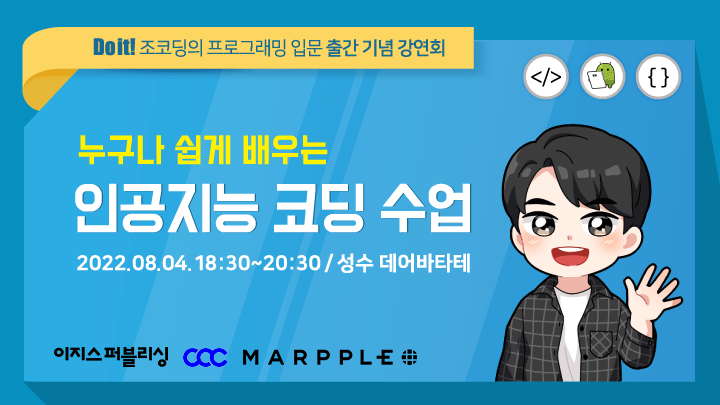 Do it! 조코딩의 프로그래밍 입문 출간 기념 강연회
</>
{}
누구나 쉽게 배우는
인공지능 코딩 수업
2022.08.04. 18:30~20:30 / 성수 데어바타테
이지스퍼블리싱 CCC MARPPLE